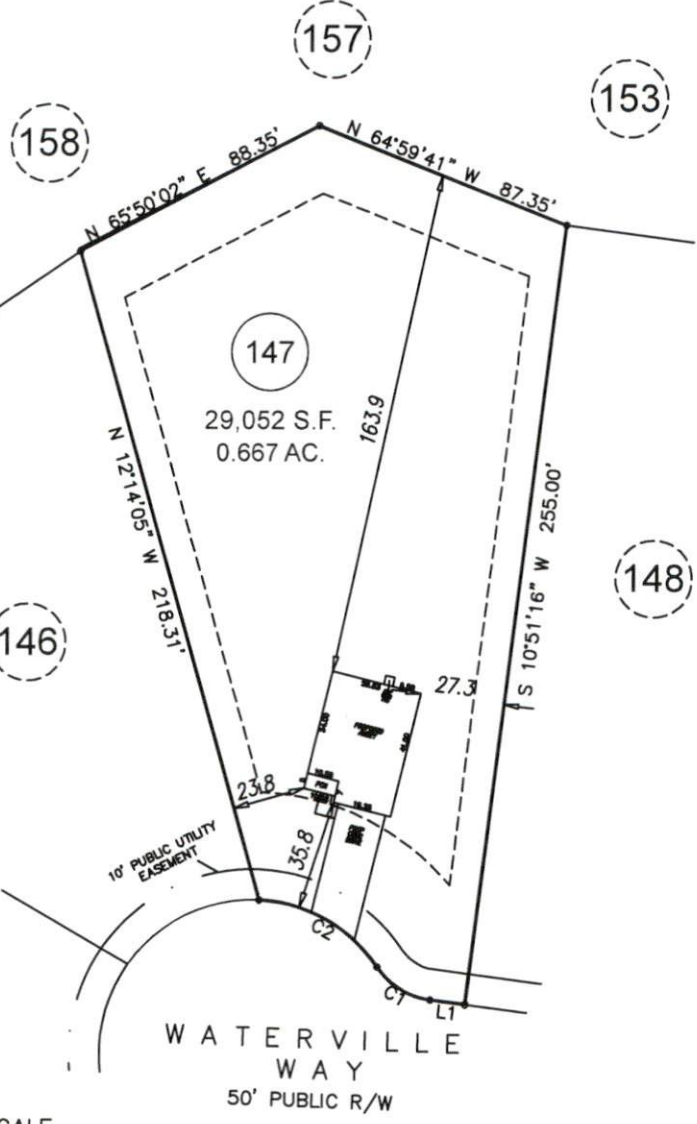 157
153
158
N 64°59'41" W 87.35'
N 65°50'02" E 88.35'
147
29,052 S.F.
0.667 AC.
163.9
N 12°14'05" W 218.31'
S 10°51'16" W 255.00'
148
146
27.3
23.8
35.8
10' PUBLIC UTILITY
EASEMENT
C2
C1
L1
WATERVILLE
WAY
50' PUBLIC R/W